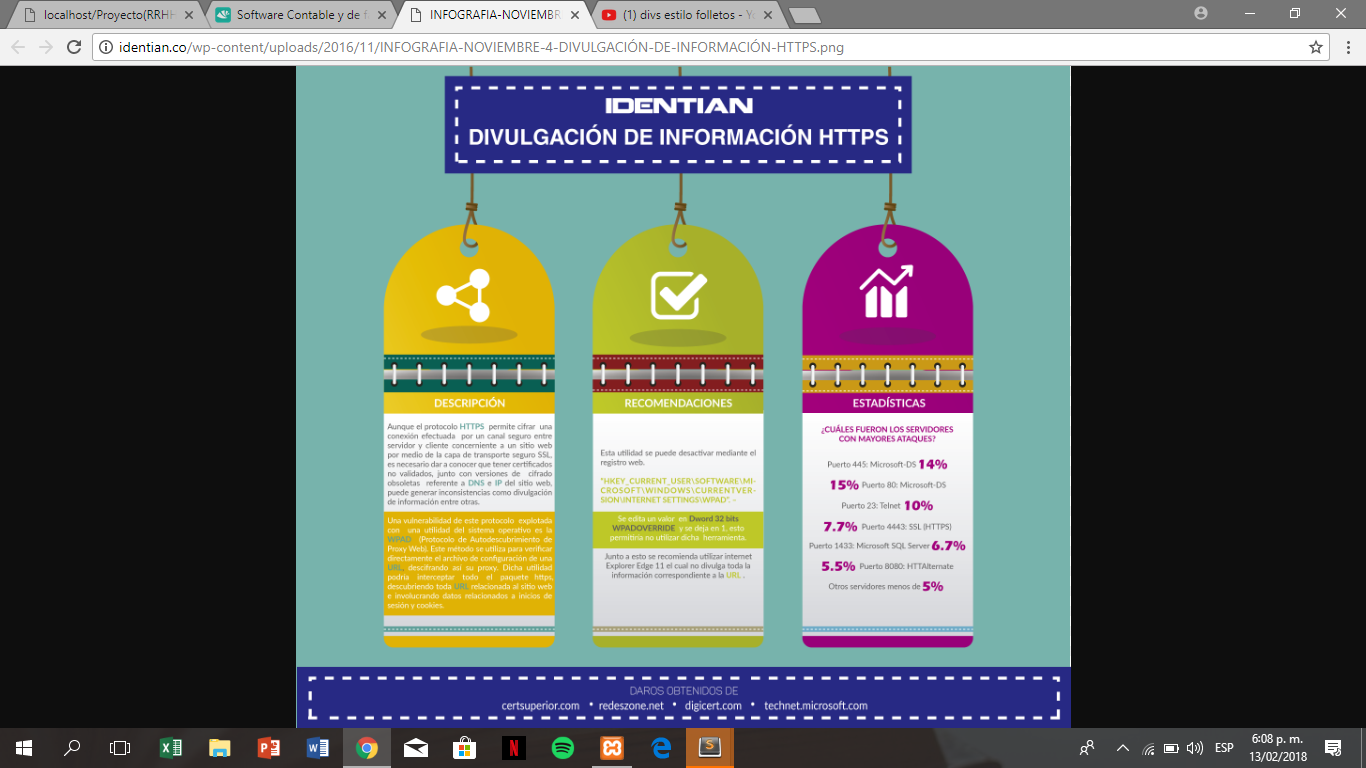 localhost/Proyecto(RRHH
Software Contable y de f
INFOGRAFIA-NOVIEMBR
(1) divs estilo folletos - Yo
identian.co/wp-content/uploads/2016/11/INFOGRAFIA-NOVIEMBRE-4-DIVULGACIÓN-DE-INFORMACIÓN-HTTPS.png
IDENTIAN
DIVULGACIÓN DE INFORMACIÓN HTTPS
DESCRIPCIÓN
Aunque el protocolo HTTPS permite cifrar una
conexión efectuada por un canal seguro entre
servidor y cliente concerniente a un sitio web
por medio de la capa de transporte seguro SSL,
es necesario dar a conocer que tener certificados
no validados, junto con versiones de cifrado
obsoletas referente a DNS e IP del sitio web,
puede generar inconsistencias como divulgación
de información entre otras.
Una vulnerabilidad de este protocolo explotada
con una utilidad del sistema operativo es la
WPAD (Protocolo de Autodescubrimiento de
Proxy Web). Este método se utiliza para verificar
directamente el archivo de configuración de una
URL, descifrando así su proxy. Dicha utilidad
podría interceptar todo el paquete https,
descubriendo toda URL relacionada al sitio web
e involucrando datos relacionados a inicios de
sesión y cookies.
RECOMENDACIONES
Esta utilidad se puede desactivar mediante el
registro web.
"HKEY_CURRENT_USER\SOFTWARE\MI-
CROSOFT\WINDOWS\CURRENTVER-
SION\INTERNET SETTINGS\WPAD". -
Se edita un valor en Dword 32 bits
WPADOVERRIDE y se deja en 1, esto
permitiría no utilizar dicha herramienta.
Junto a esto se recomienda utilizar internet
Explorer Edge 11 el cual no divulga toda la
información correspondiente a la URL .
ESTADÍSTICAS
¿CUÁLES FUERON LOS SERVIDORES
CON MAYORES ATAQUES?
Puerto 445: Microsoft-DS 14%
15% Puerto 80: Microsoft-DS
Puerto 23: Telnet 10%
7.7% Puerto 4443: SSL (HTTPS)
Puerto 1433: Microsoft SQL Server 6.7%
5.5% Puerto 8080: HTTAlternate
Otros servidores menos de 5%
DAROS OBTENIDOS DE
certsuperior.com • redeszone.net • digicert.com • technet.microsoft.com
ESP
6:08 p. m.
13/02/2018